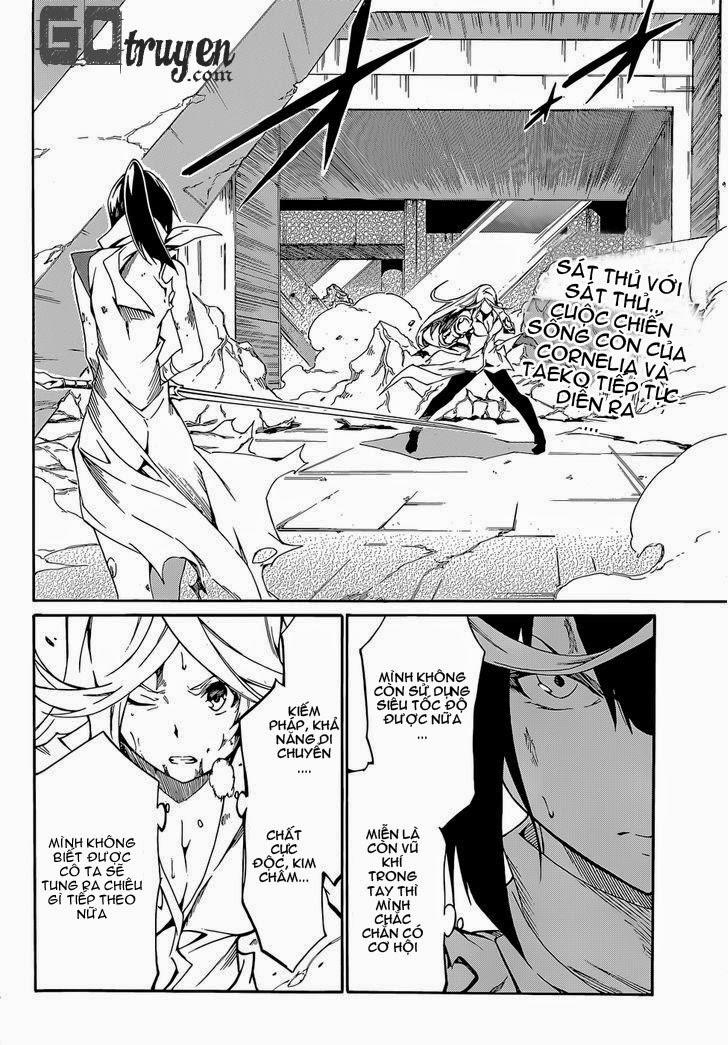 GO truyen
.com
SÁT THỦ VỚI
SÁT THỦ...
CUỘC CHIẾN
SỐNG CÒN CỦA
CORNELIA VÀ
TAEKO TIẾP TỤC
DIỄN RA
....
MÌNH KHÔNG
CÒN SỬ DỤNG
SIÊU TỐC ĐỘ
ĐƯỢC NỮA
...
MIỄN LÀ
CÒN VŨ
KHÍ
TRONG
TAY THÌ
MÌNH
CHẮC
CHẮN CÓ
CƠ HỘI
KIẾM
PHÁP, KHẢ
NĂNG DI
CHUYỂN
....
CHẤT
CỰC
ĐỘC, KIM
CHÂM...
MÌNH KHÔNG
BIẾT ĐƯỢC
CÔ TA SẼ
TUNG RA CHIÊU
GÌ TIẾP THEO
NỮA